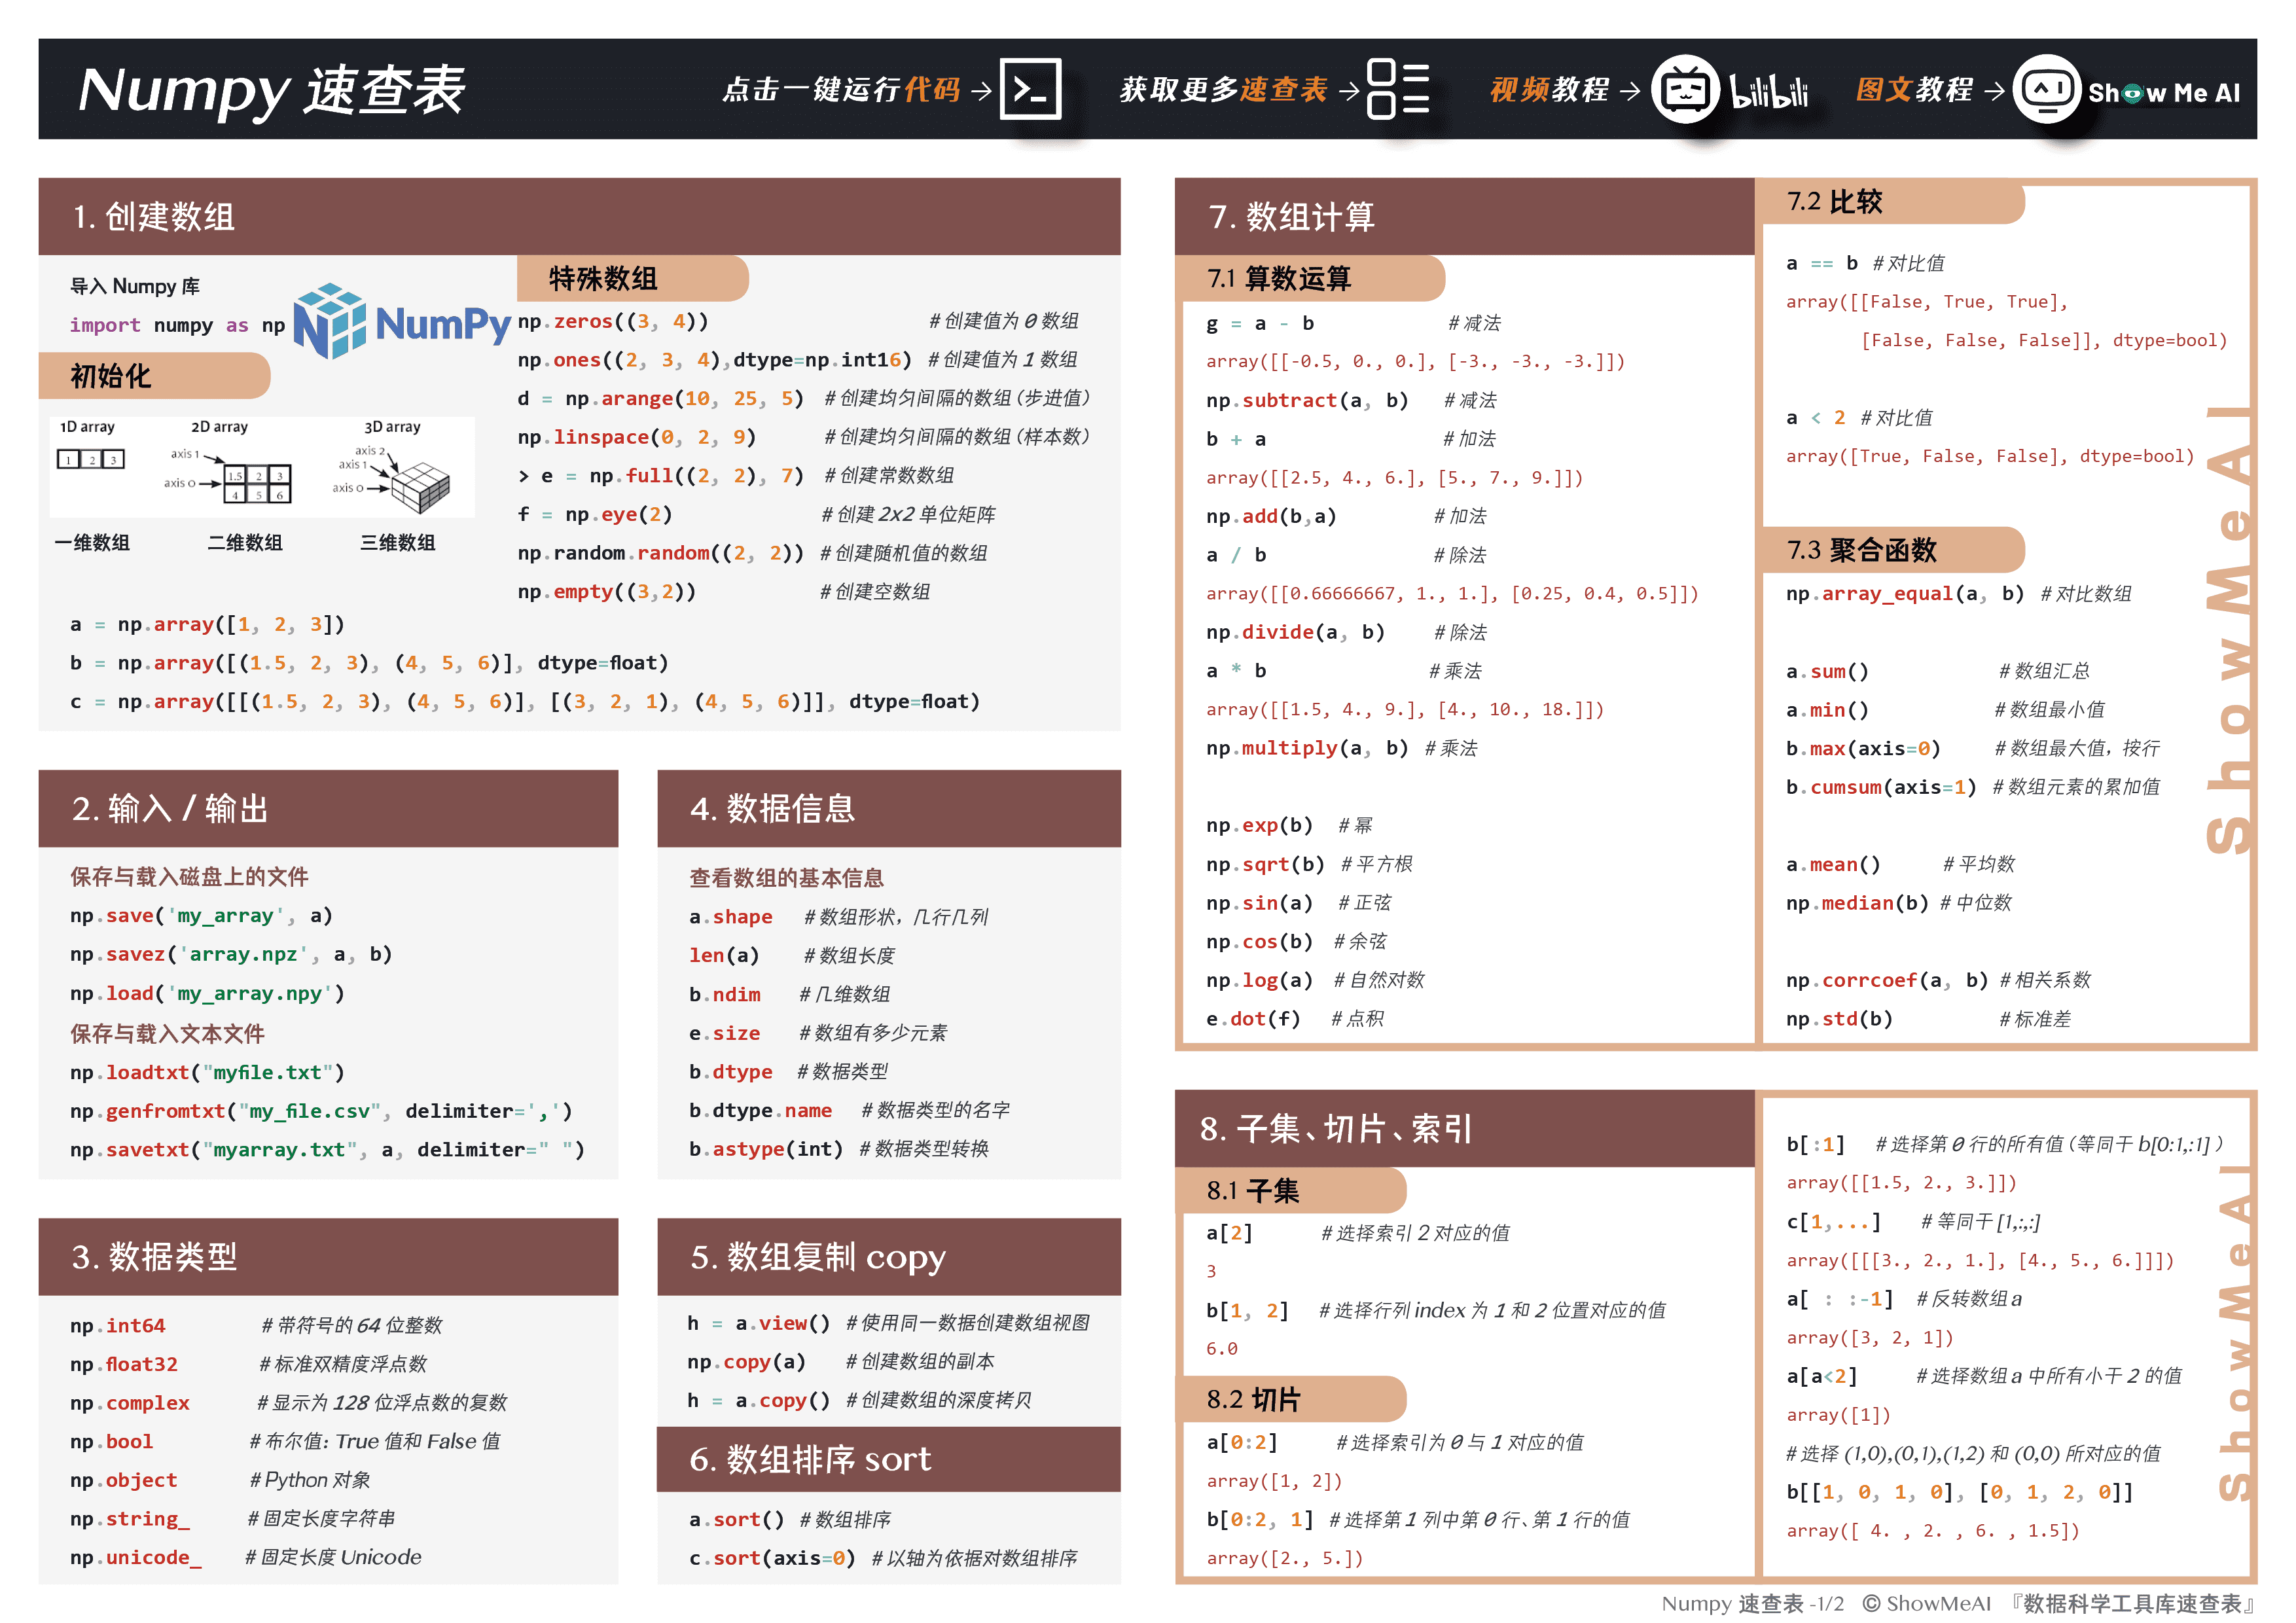 Numpy 速查表
点击一键运行代码 →
获取更多速查表 →
视频教程 → bilibili
图文教程 → ShowMeAI
1. 创建数组
导入 Numpy 库
import numpy as np
NumPy
初始化
1D array 2D array 3D array
1 2 3
axis 1
axis 0
1.5 2 3
4 5 6
axis 2
axis 1
axis 0
一维数组 二维数组 三维数组
特殊数组
np.zeros((3, 4)) # 创建值为 0 数组
np.ones((2, 3, 4),dtype=np.int16) # 创建值为 1 数组
d = np.arange(10, 25, 5) # 创建均匀间隔的数组（步进值）
np.linspace(0, 2, 9) # 创建均匀间隔的数组（样本数）
> e = np.full((2, 2), 7) # 创建常数数组
f = np.eye(2) # 创建 2x2 单位矩阵
np.random.random((2, 2)) # 创建随机值的数组
np.empty((3,2)) # 创建空数组
a = np.array([1, 2, 3])
b = np.array([(1.5, 2, 3), (4, 5, 6)], dtype=float)
c = np.array([[(1.5, 2, 3), (4, 5, 6)], [(3, 2, 1), (4, 5, 6)]], dtype=float)
2. 输入 / 输出
保存与载入磁盘上的文件
np.save('my_array', a)
np.savez('array.npz', a, b)
np.load('my_array.npy')
保存与载入文本文件
np.loadtxt("myfile.txt")
np.genfromtxt("my_file.csv", delimiter=',')
np.savetxt("myarray.txt", a, delimiter=" ")
3. 数据类型
np.int64 # 带符号的 64 位整数
np.float32 # 标准双精度浮点数
np.complex # 显示为 128 位浮点数的复数
np.bool # 布尔值：True 值和 False 值
np.object # Python 对象
np.string_ # 固定长度字符串
np.unicode_ # 固定长度 Unicode
4. 数据信息
查看数组的基本信息
a.shape # 数组形状，几行几列
len(a) # 数组长度
b.ndim # 几维数组
e.size # 数组有多少元素
b.dtype # 数据类型
b.dtype.name # 数据类型的名字
b.astype(int) # 数据类型转换
5. 数组复制 copy
h = a.view() # 使用同一数据创建数组视图
np.copy(a) # 创建数组的副本
h = a.copy() # 创建数组的深度拷贝
6. 数组排序 sort
a.sort() # 数组排序
c.sort(axis=0) # 以轴为依据对数组排序
7. 数组计算
7.1 算数运算
g = a - b # 减法
array([[-0.5, 0., 0.], [-3., -3., -3.]])
np.subtract(a, b) # 减法
b + a # 加法
array([[2.5, 4., 6.], [5., 7., 9.]])
np.add(b,a) # 加法
a / b # 除法
array([[0.66666667, 1., 1.], [0.25, 0.4, 0.5]])
np.divide(a, b) # 除法
a * b # 乘法
array([[1.5, 4., 9.], [4., 10., 18.]])
np.multiply(a, b) # 乘法
np.exp(b) # 幂
np.sqrt(b) # 平方根
np.sin(a) # 正弦
np.cos(b) # 余弦
np.log(a) # 自然对数
e.dot(f) # 点积
7.2 比较
a == b # 对比值
array([[False, True, True],
[False, False, False]], dtype=bool)
a < 2 # 对比值
array([True, False, False], dtype=bool)
7.3 聚合函数
np.array_equal(a, b) # 对比数组
a.sum() # 数组汇总
a.min() # 数组最小值
b.max(axis=0) # 数组最大值，按行
b.cumsum(axis=1) # 数组元素的累加值
a.mean() # 平均数
np.median(b) # 中位数
np.corrcoef(a, b) # 相关系数
np.std(b) # 标准差
ShowMeAI
8. 子集、切片、索引
8.1 子集
a[2] # 选择索引 2 对应的值
3
b[1, 2] # 选择行列 index 为 1 和 2 位置对应的值
6.0
8.2 切片
a[0:2] # 选择索引为 0 与 1 对应的值
array([1, 2])
b[0:2, 1] # 选择第 1 列中第 0 行、第 1 行的值
array([2., 5.])
b[:1] # 选择第 0 行的所有值（等同于 b[0:1,:1]）
array([[1.5, 2., 3.]])
c[1,...] # 等同于 [1,:,:]
array([[[3., 2., 1.], [4., 5., 6.]]])
a[ : :-1] # 反转数组 a
array([3, 2, 1])
a[a<2] # 选择数组 a 中所有小于 2 的值
array([1])
# 选择 (1,0),(0,1),(1,2) 和 (0,0) 所对应的值
b[[1, 0, 1, 0], [0, 1, 2, 0]]
array([ 4. , 2. , 6. , 1.5])
ShowMeAI
Numpy 速查表 -1/2 © ShowMeAI 『数据科学工具库速查表』